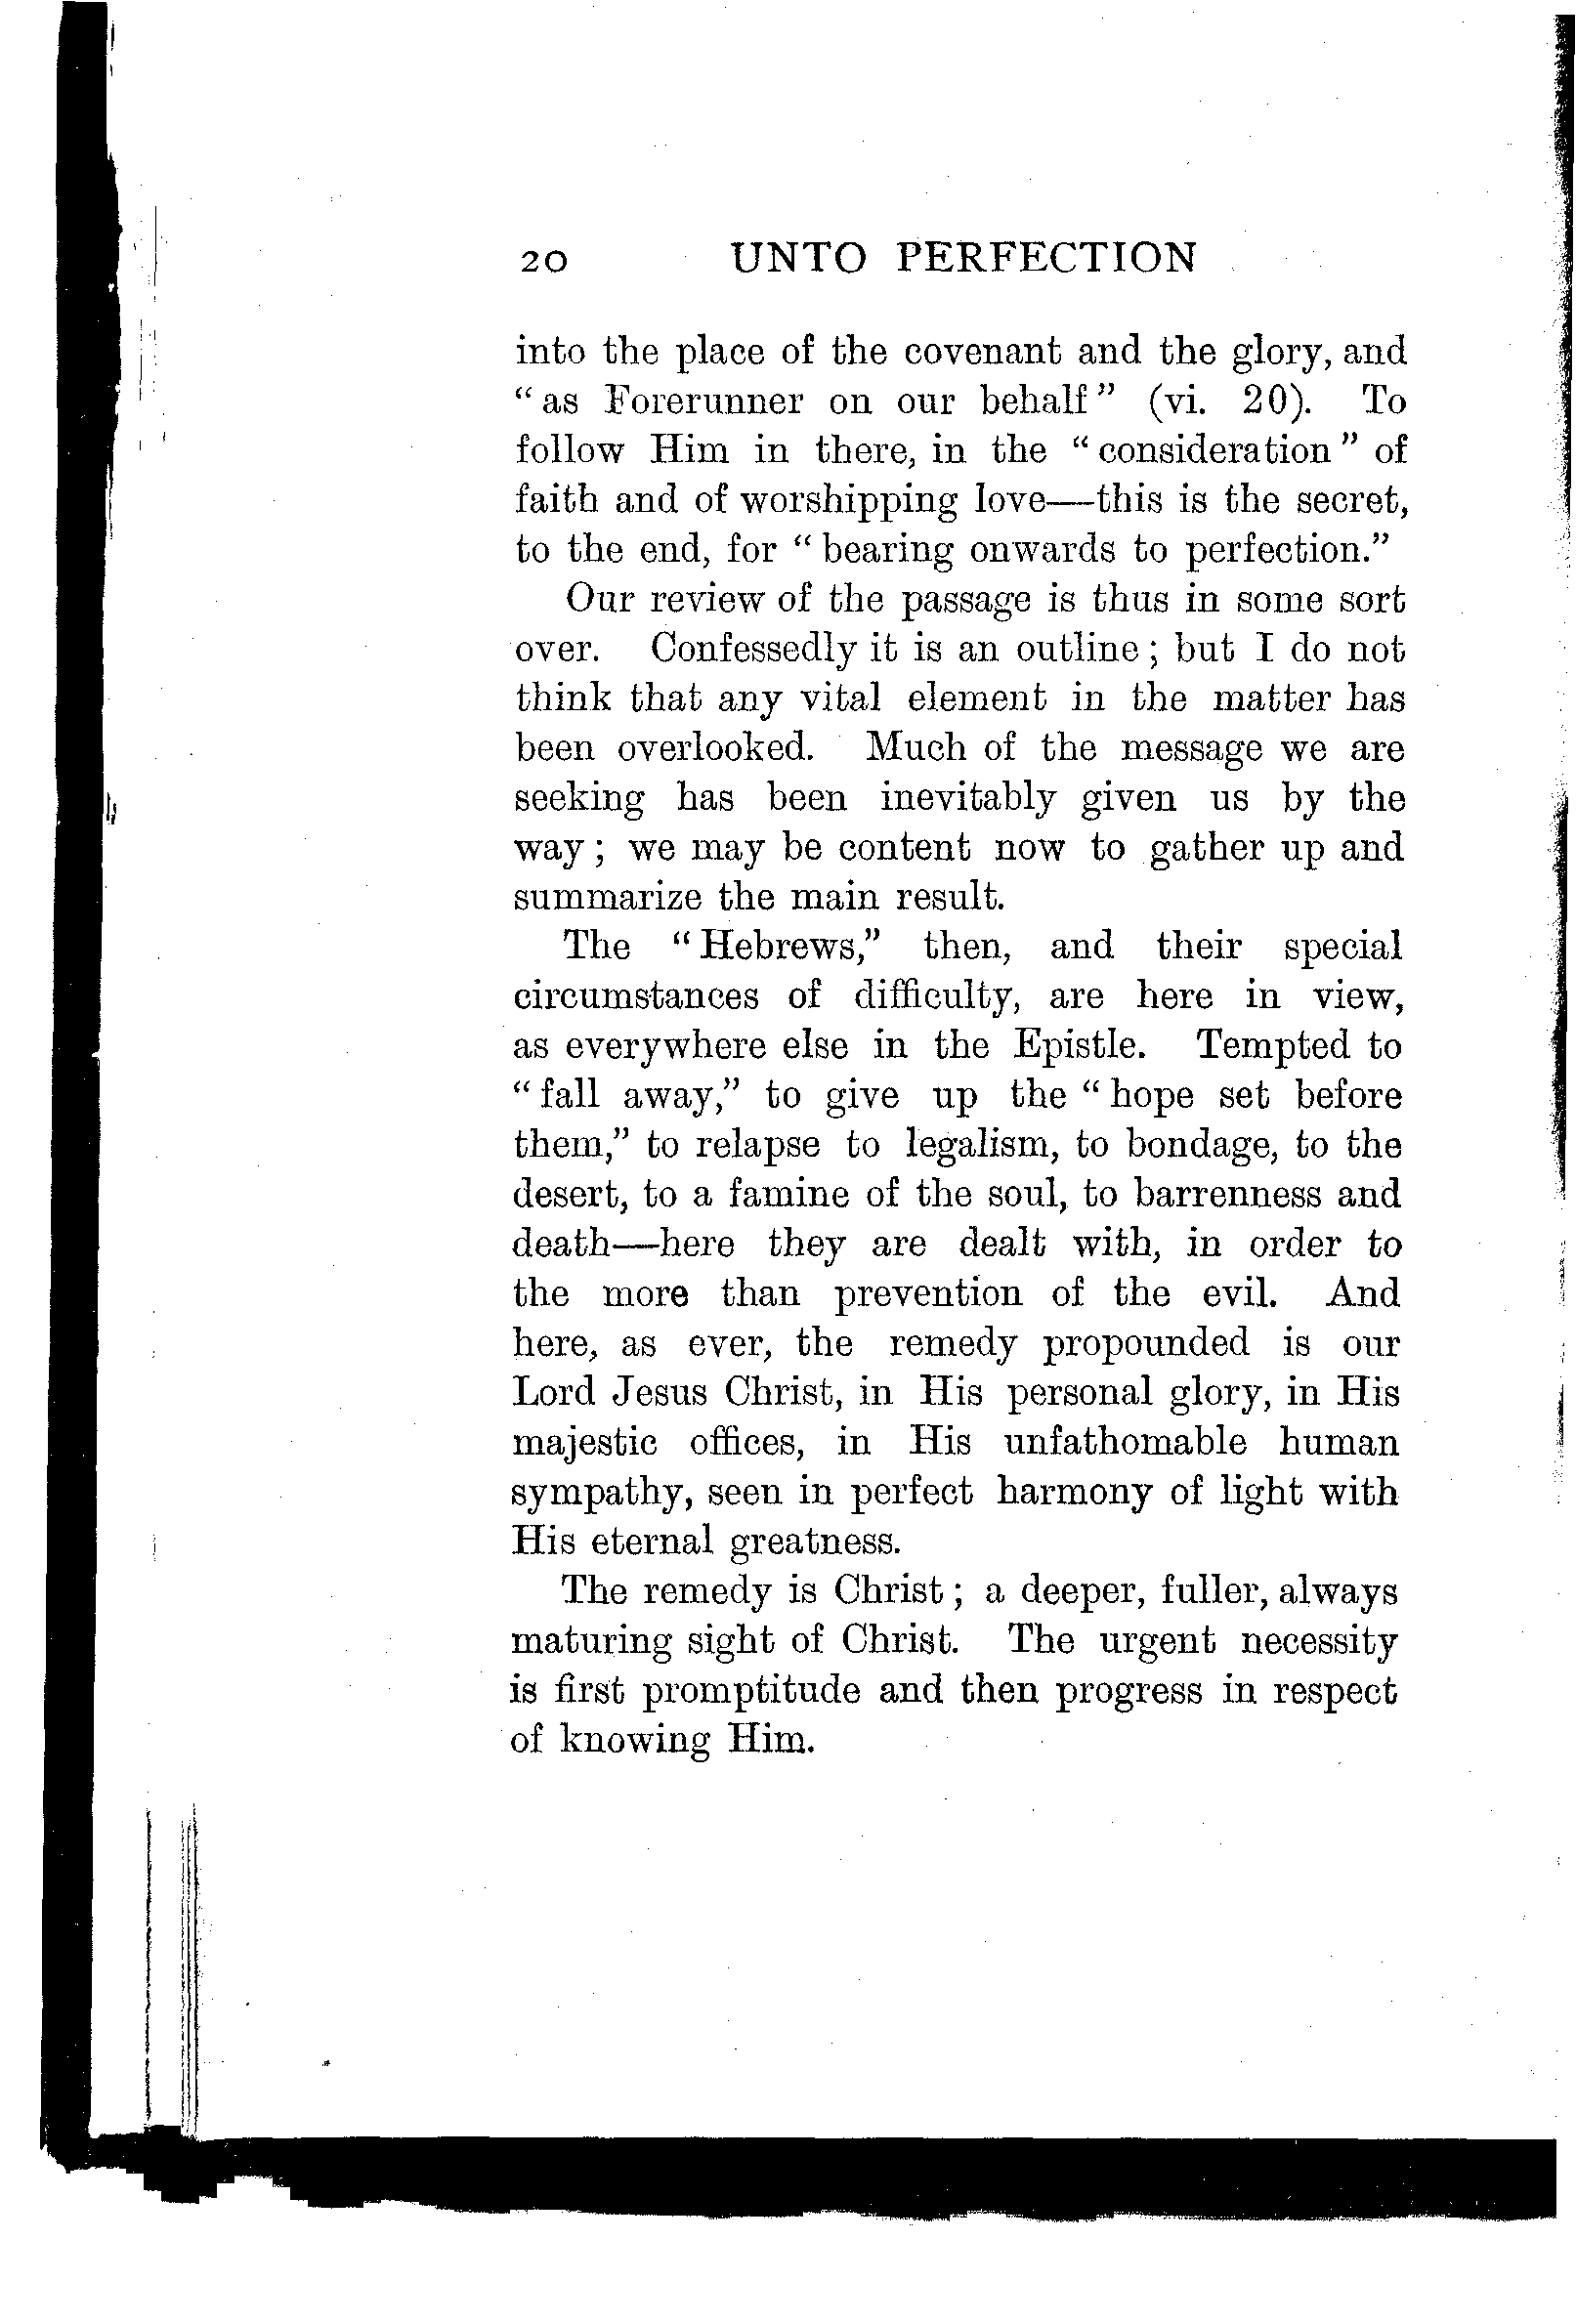 20 UNTO PERFECTION
into the place of the covenant and the glory, and
"as Forerunner on our behalf" (vi. 20). To
follow Him in there, in the "consideration" of
faith and of worshipping love—this is the secret,
to the end, for "bearing onwards to perfection."
Our review of the passage is thus in some sort
over. Confessedly it is an outline; but I do not
think that any vital element in the matter has
been overlooked. Much of the message we are
seeking has been inevitably given us by the
way; we may be content now to gather up and
summarize the main result.
The "Hebrews," then, and their special
circumstances of difficulty, are here in view,
as everywhere else in the Epistle. Tempted to
"fall away," to give up the "hope set before
them," to relapse to legalism, to bondage, to the
desert, to a famine of the soul, to barrenness and
death—here they are dealt with, in order to
the more than prevention of the evil. And
here, as ever, the remedy propounded is our
Lord Jesus Christ, in His personal glory, in His
majestic offices, in His unfathomable human
sympathy, seen in perfect harmony of light with
His eternal greatness.
The remedy is Christ; a deeper, fuller, always
maturing sight of Christ. The urgent necessity
is first promptitude and then progress in respect
of knowing Him.